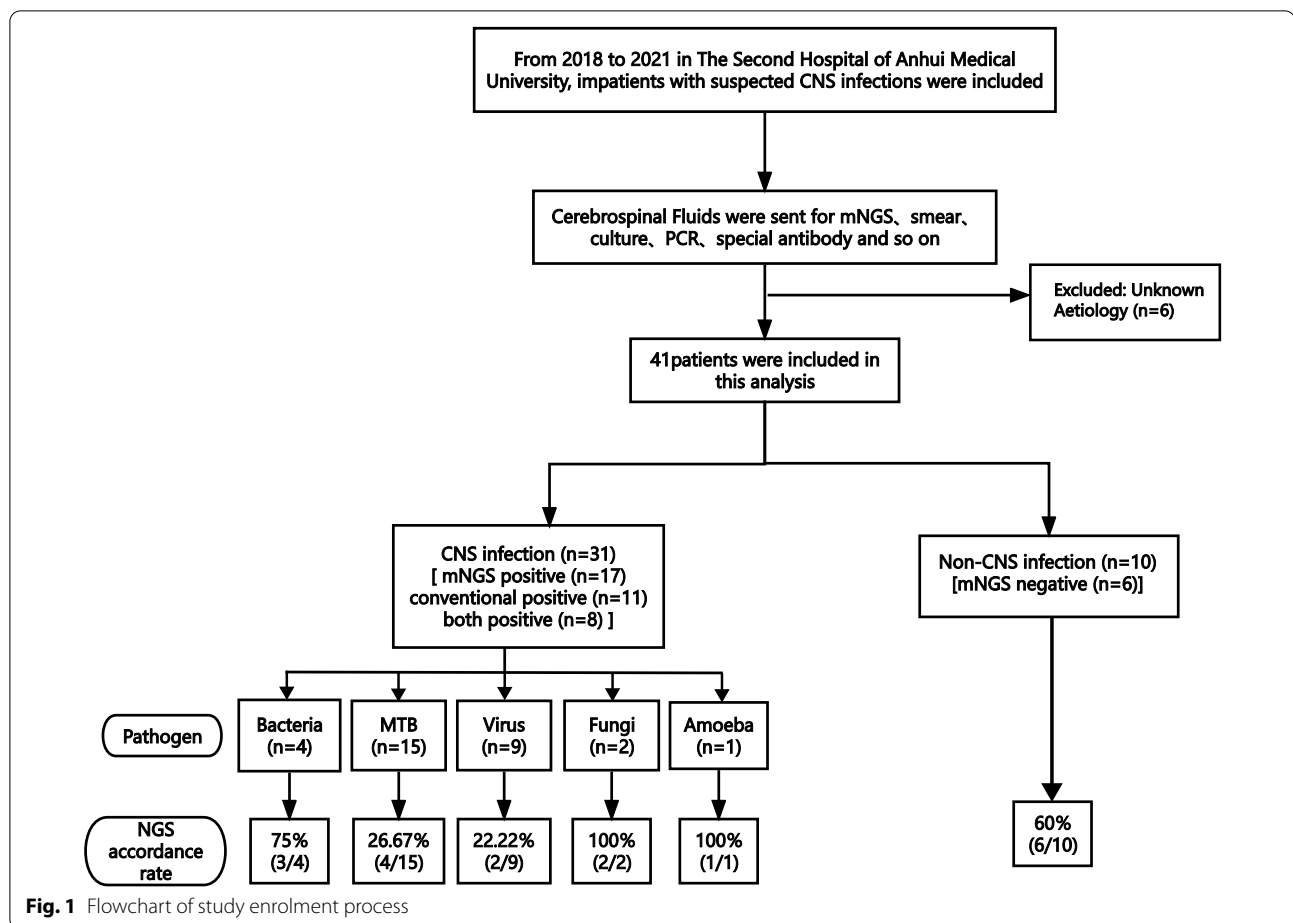 From 2018 to 2021 in The Second Hospital of Anhui Medical
University, impatients with suspected CNS infections were included
Cerebrospinal Fluids were sent for mNGS、smear、
culture、PCR、special antibody and so on
Excluded: Unknown
Aetiology (n=6)
41patients were included in
this analysis
CNS infection (n=31)
[ mNGS positive (n=17)
conventional positive (n=11)
both positive (n=8) ]
Non-CNS infection (n=10)
[mNGS negative (n=6)]
Pathogen
Bacteria
(n=4)
MTB
(n=15)
Virus
(n=9)
Fungi
(n=2)
Amoeba
(n=1)
NGS
accordance
rate
75%
(3/4)
26.67%
(4/15)
22.22%
(2/9)
100%
(2/2)
100%
(1/1)
60%
(6/10)
Fig. 1 Flowchart of study enrolment process